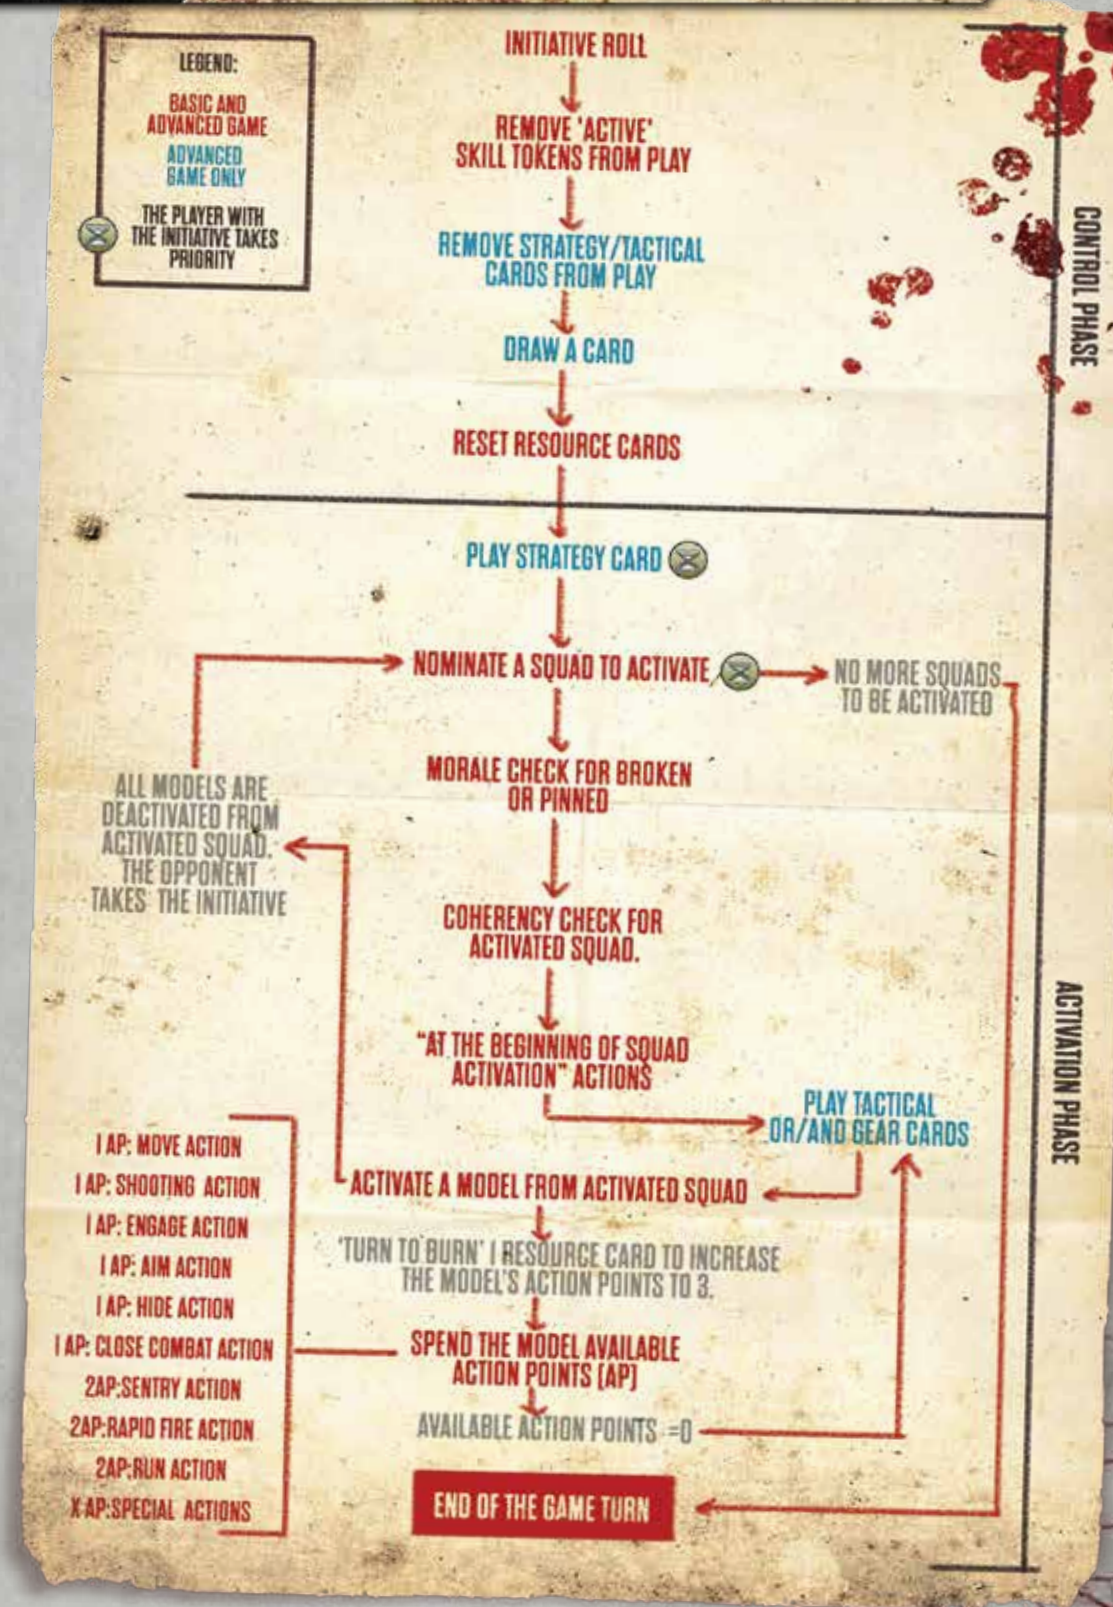 LEGEND:
BASIC AND
ADVANCED GAME
ADVANCED
GAME ONLY
THE PLAYER WITH
THE INITIATIVE TAKES
PRIORITY
INITIATIVE ROLL
REMOVE 'ACTIVE'
SKILL TOKENS FROM PLAY
REMOVE STRATEGY/TACTICAL
CARDS FROM PLAY
DRAW A CARD
RESET RESOURCE CARDS
CONTROL PHASE
PLAY STRATEGY CARD
NOMINATE A SQUAD TO ACTIVATE
NO MORE SQUADS
TO BE ACTIVATED
MORALE CHECK FOR BROKEN
OR PINNED
ALL MODELS ARE
DEACTIVATED FROM
ACTIVATED SQUAD.
THE OPPONENT
TAKES THE INITIATIVE
COHERENCY CHECK FOR
ACTIVATED SQUAD.
"AT THE BEGINNING OF SQUAD
ACTIVATION" ACTIONS
PLAY TACTICAL
OR/AND GEAR CARDS
ACTIVATION PHASE
ACTIVATE A MODEL FROM ACTIVATED SQUAD
'TURN TO BURN' 1 RESOURCE CARD TO INCREASE
THE MODEL'S ACTION POINTS TO 3.
SPEND THE MODEL AVAILABLE
ACTION POINTS (AP)
AVAILABLE ACTION POINTS =0
1 AP: MOVE ACTION
1 AP: SHOOTING ACTION
1 AP: ENGAGE ACTION
1 AP: AIM ACTION
1 AP: HIDE ACTION
1 AP: CLOSE COMBAT ACTION
2AP:SENTRY ACTION
2AP:RAPID FIRE ACTION
2AP:RUN ACTION
X AP:SPECIAL ACTIONS
END OF THE GAME TURN